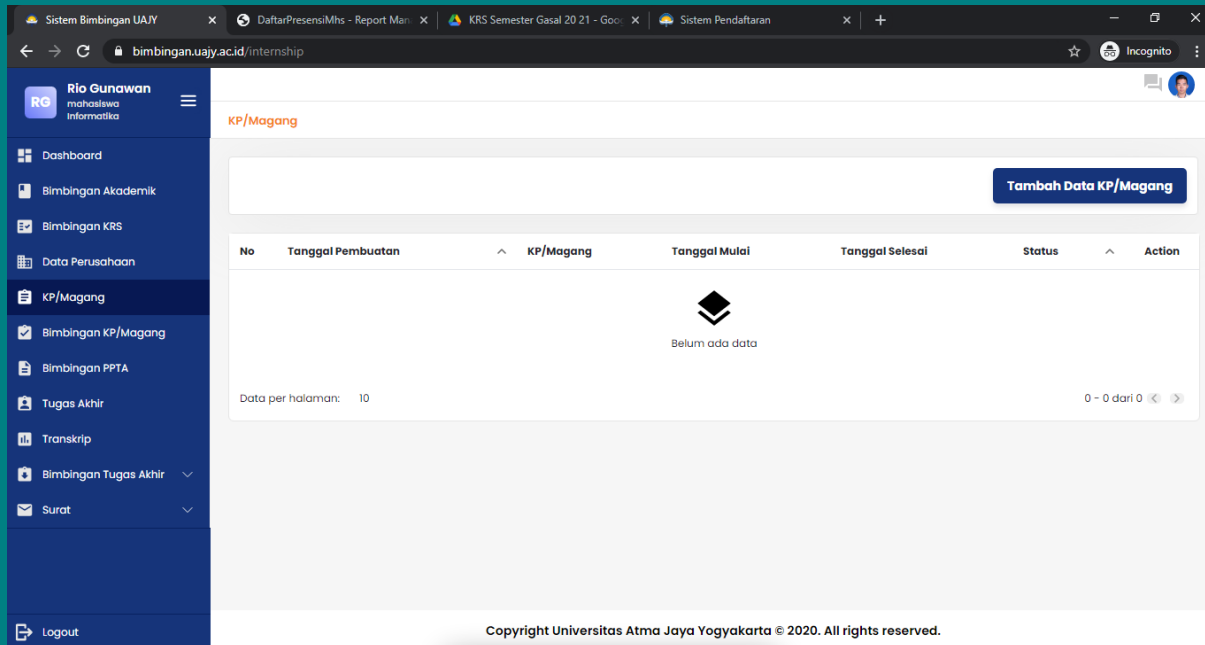 Sistem Bimbingan UAJY
DaftarPresensiMhs - Report Man
KRS Semester Gasal 20 21 - Goog
Sistem Pendaftaran
bimbingan.uajy.ac.id/internship
Incognito
RG
Rio Gunawan
mahasiswa
Informatika
KP/Magang
Dashboard
Bimbingan Akademik
Bimbingan KRS
Data Perusahaan
KP/Magang
Bimbingan KP/Magang
Bimbingan PPTA
Tugas Akhir
Transkrip
Bimbingan Tugas Akhir
Surat
Logout
Tambah Data KP/Magang
No Tanggal Pembuatan KP/Magang Tanggal Mulai Tanggal Selesai Status Action
Belum ada data
Data per halaman: 10
0 - 0 dari 0
Copyright Universitas Atma Jaya Yogyakarta © 2020. All rights reserved.